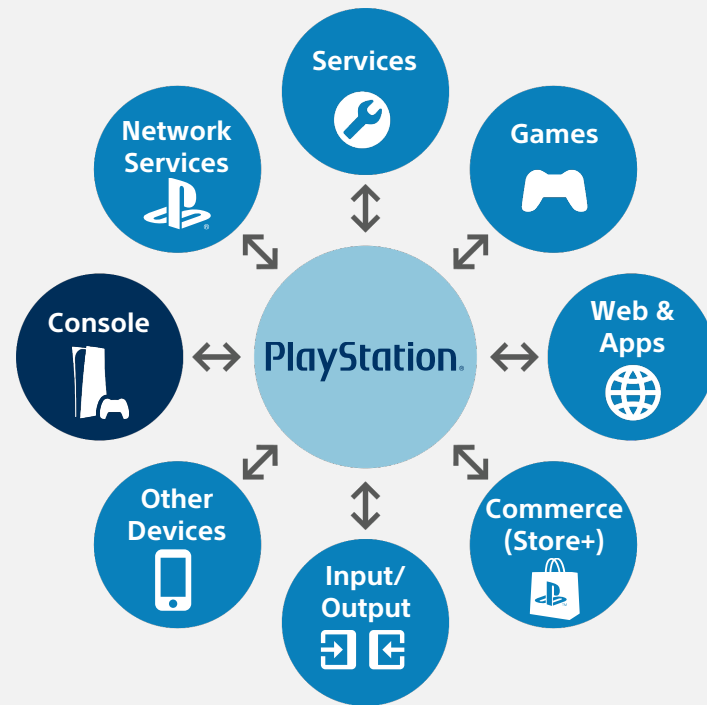 Services
Network
Services
Games
Console
PlayStation®
Web &
Apps
Other
Devices
Commerce
(Store+)
Input/
Output